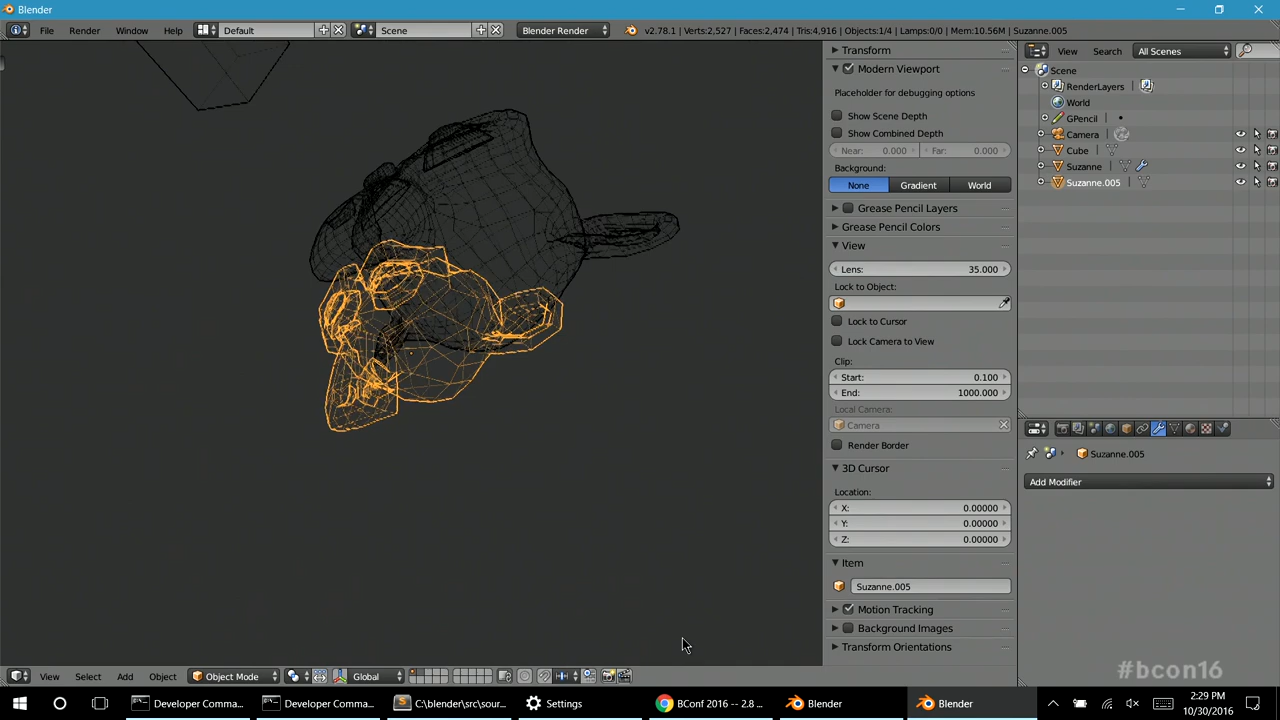 Blender
File Render Window Help Default Scene Blender Render v2.78.1 | Verts:2,527 | Faces:2,474 | Tris:4,916 | Objects:1/4 | Lamps:0/0 | Mem:10.56M | Suzanne.005
Transform
Modern Viewport
Placeholder for debugging options
Show Scene Depth
Show Combined Depth
Near: 0.000 Far: 0.000
Background:
None Gradient World
Grease Pencil Layers
Grease Pencil Colors
View
Lens: 35.000
Lock to Object:
Lock to Cursor
Lock Camera to View
Clip:
Start: 0.100
End: 1000.000
Local Camera:
Camera
Render Border
3D Cursor
Location:
X: 0.00000
Y: 0.00000
Z: 0.00000
Item
Suzanne.005
Motion Tracking
Background Images
Transform Orientations
View Search All Scenes
Scene
RenderLayers
World
GPencil
Camera
Cube
Suzanne
Suzanne.005
Suzanne.005
Add Modifier
#bcon16
View Select Add Object Object Mode Global
Developer Comma... Developer Comma... C:\blender\src\sour... Settings BConf 2016 -- 2.8 ... Blender Blender
2:29 PM
10/30/2016